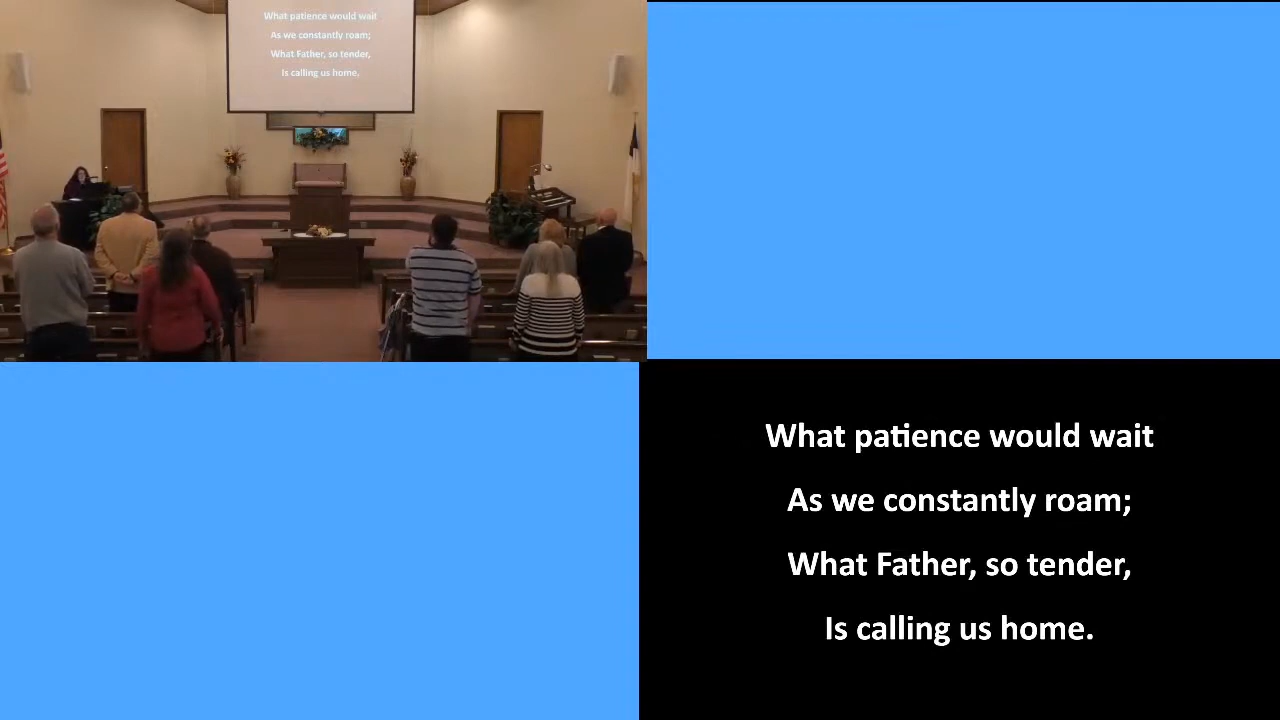 What patience would wait
As we constantly roam;
What Father, so tender,
Is calling us home.
What patience would wait
As we constantly roam;
What Father, so tender,
Is calling us home.